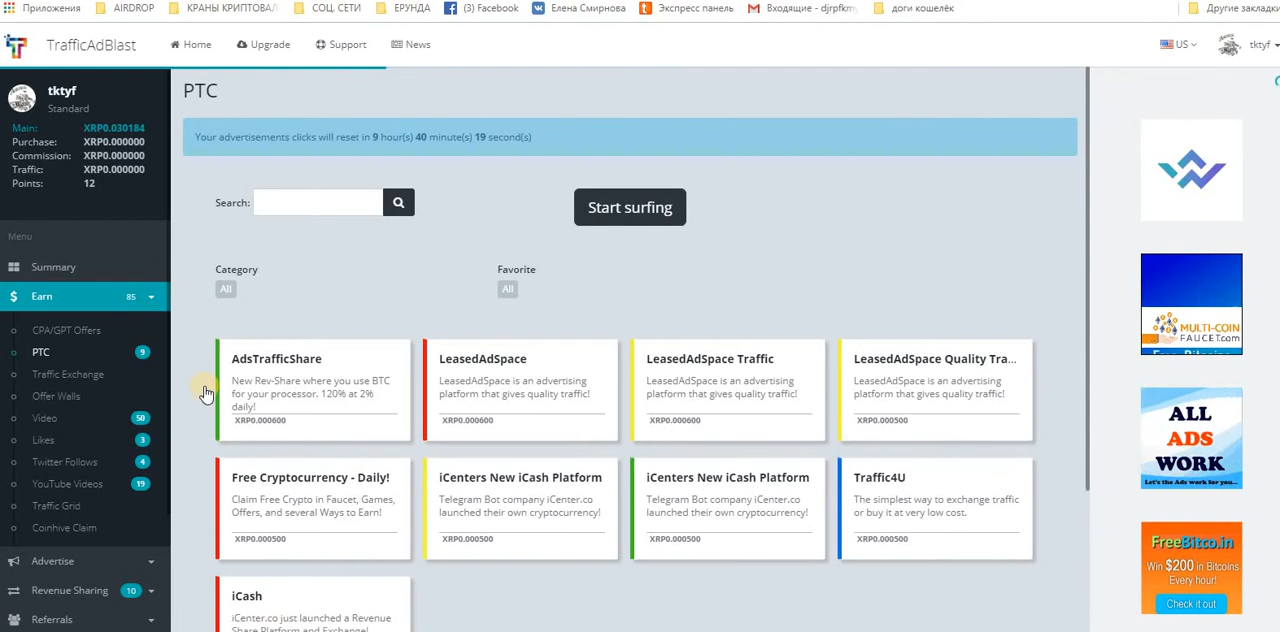 Приложения
AIRDROP
КРАНЫ КРИПТОВАЛ
СОЦ. СЕТИ
ЕРУНДА
(3) Facebook
Елена Смирнова
Экспресс панель
Входящие - djrpfkm
доги кошелёк
Другие закладки
TrafficAdBlast
Home
Upgrade
Support
News
US
tktyf
tktyf
Standard
Main: XRP0.030184
Purchase: XRP0.000000
Commission: XRP0.000000
Traffic: XRP0.000000
Points: 12
Menu
Summary
Earn 85
CPA/GPT Offers
PTC 9
Traffic Exchange
Offer Walls
Video 50
Likes 3
Twitter Follows 4
YouTube Videos 19
Traffic Grid
Coinhive Claim
Advertise
Revenue Sharing 10
Referrals
PTC
Your advertisements clicks will reset in 9 hour(s) 40 minute(s) 19 second(s)
Search:
Start surfing
Category
All
Favorite
All
AdsTrafficShare
New Rev-Share where you use BTC
for your processor. 120% at 2%
daily!
XRP0.000600
LeasedAdSpace
LeasedAdSpace is an advertising
platform that gives quality traffic!
XRP0.000600
LeasedAdSpace Traffic
LeasedAdSpace is an advertising
platform that gives quality traffic!
XRP0.000600
LeasedAdSpace Quality Tra...
LeasedAdSpace is an advertising
platform that gives quality traffic!
XRP0.000500
Free Cryptocurrency - Daily!
Claim Free Crypto in Faucet, Games,
Offers, and several Ways to Earn!
XRP0.000500
iCenters New iCash Platform
Telegram Bot company iCenter.co
launched their own cryptocurrency!
XRP0.000500
iCenters New iCash Platform
Telegram Bot company iCenter.co
launched their own cryptocurrency!
XRP0.000500
Traffic4U
The simplest way to exchange traffic
or buy it at very low cost.
XRP0.000500
iCash
iCenter.co just launched a Revenue
Share Platform and Exchange!
MULTI-COIN
FAUCET.com
ALL
ADS
WORK
Let's the Ads work for you...
FreeBitco.in
Win $200 in Bitcoins
Every hour!
Check it out